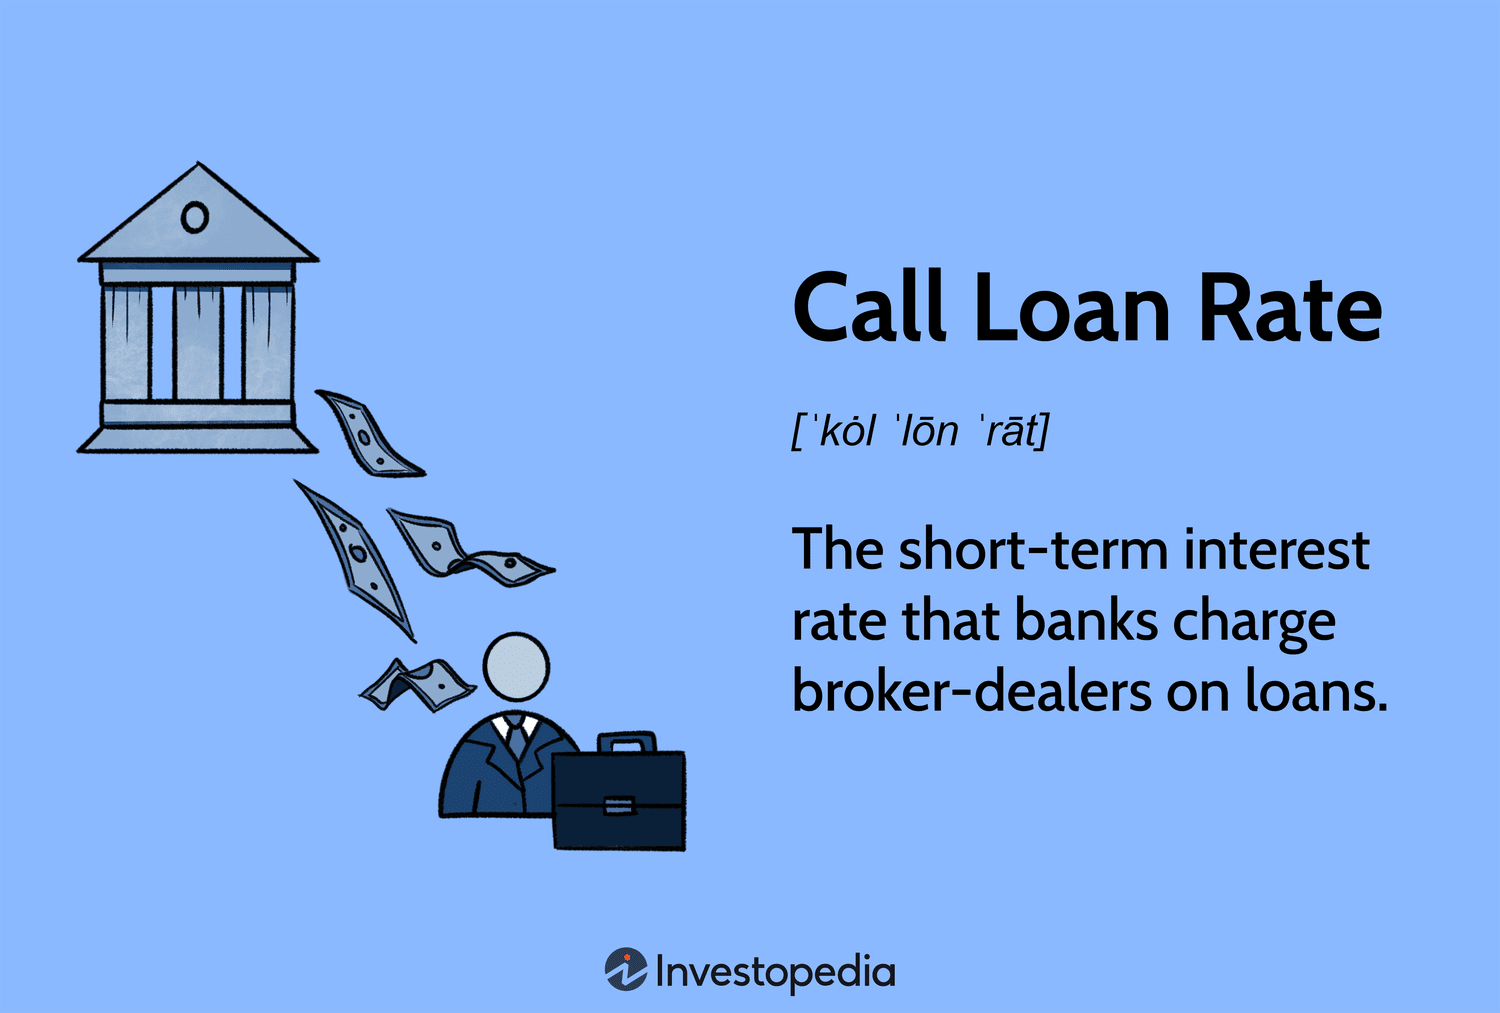 Call Loan Rate
[ˈkȯl ˈlōn ˈrāt]
The short-term interest
rate that banks charge
broker-dealers on loans.
Investopedia